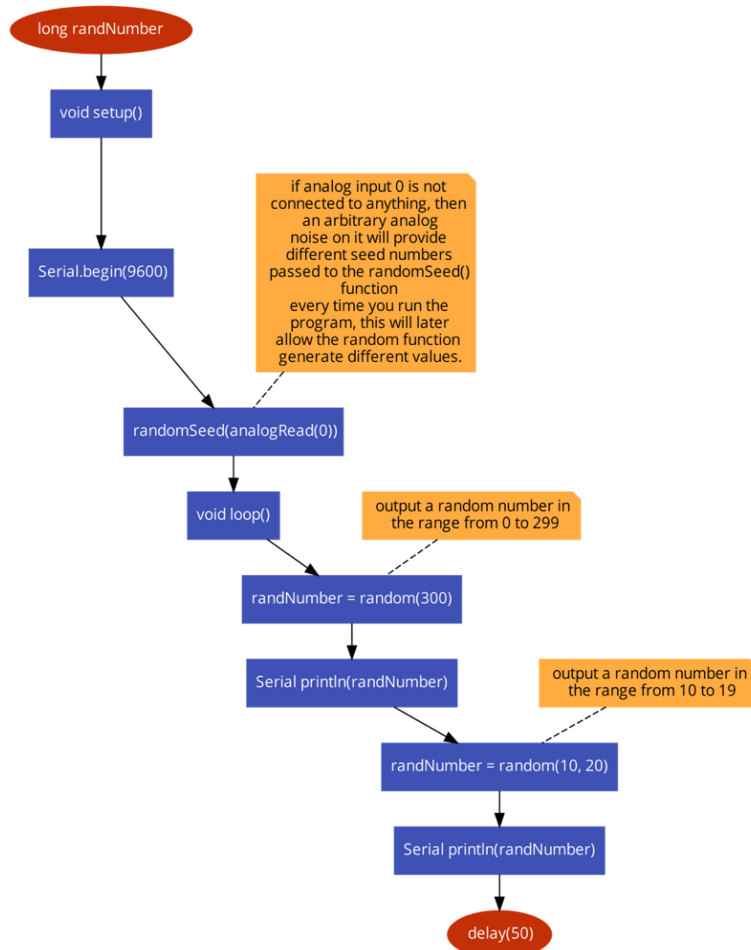 long randNumber
void setup()
Serial.begin(9600)
if analog input 0 is not
connected to anything, then
an arbitrary analog
noise on it will provide
different seed numbers
passed to the randomSeed()
function
every time you run the
program, this will later
allow the random function
generate different values.
randomSeed(analogRead(0))
void loop()
output a random number in
the range from 0 to 299
randNumber = random(300)
Serial println(randNumber)
output a random number in
the range from 10 to 19
randNumber = random(10, 20)
Serial println(randNumber)
delay(50)